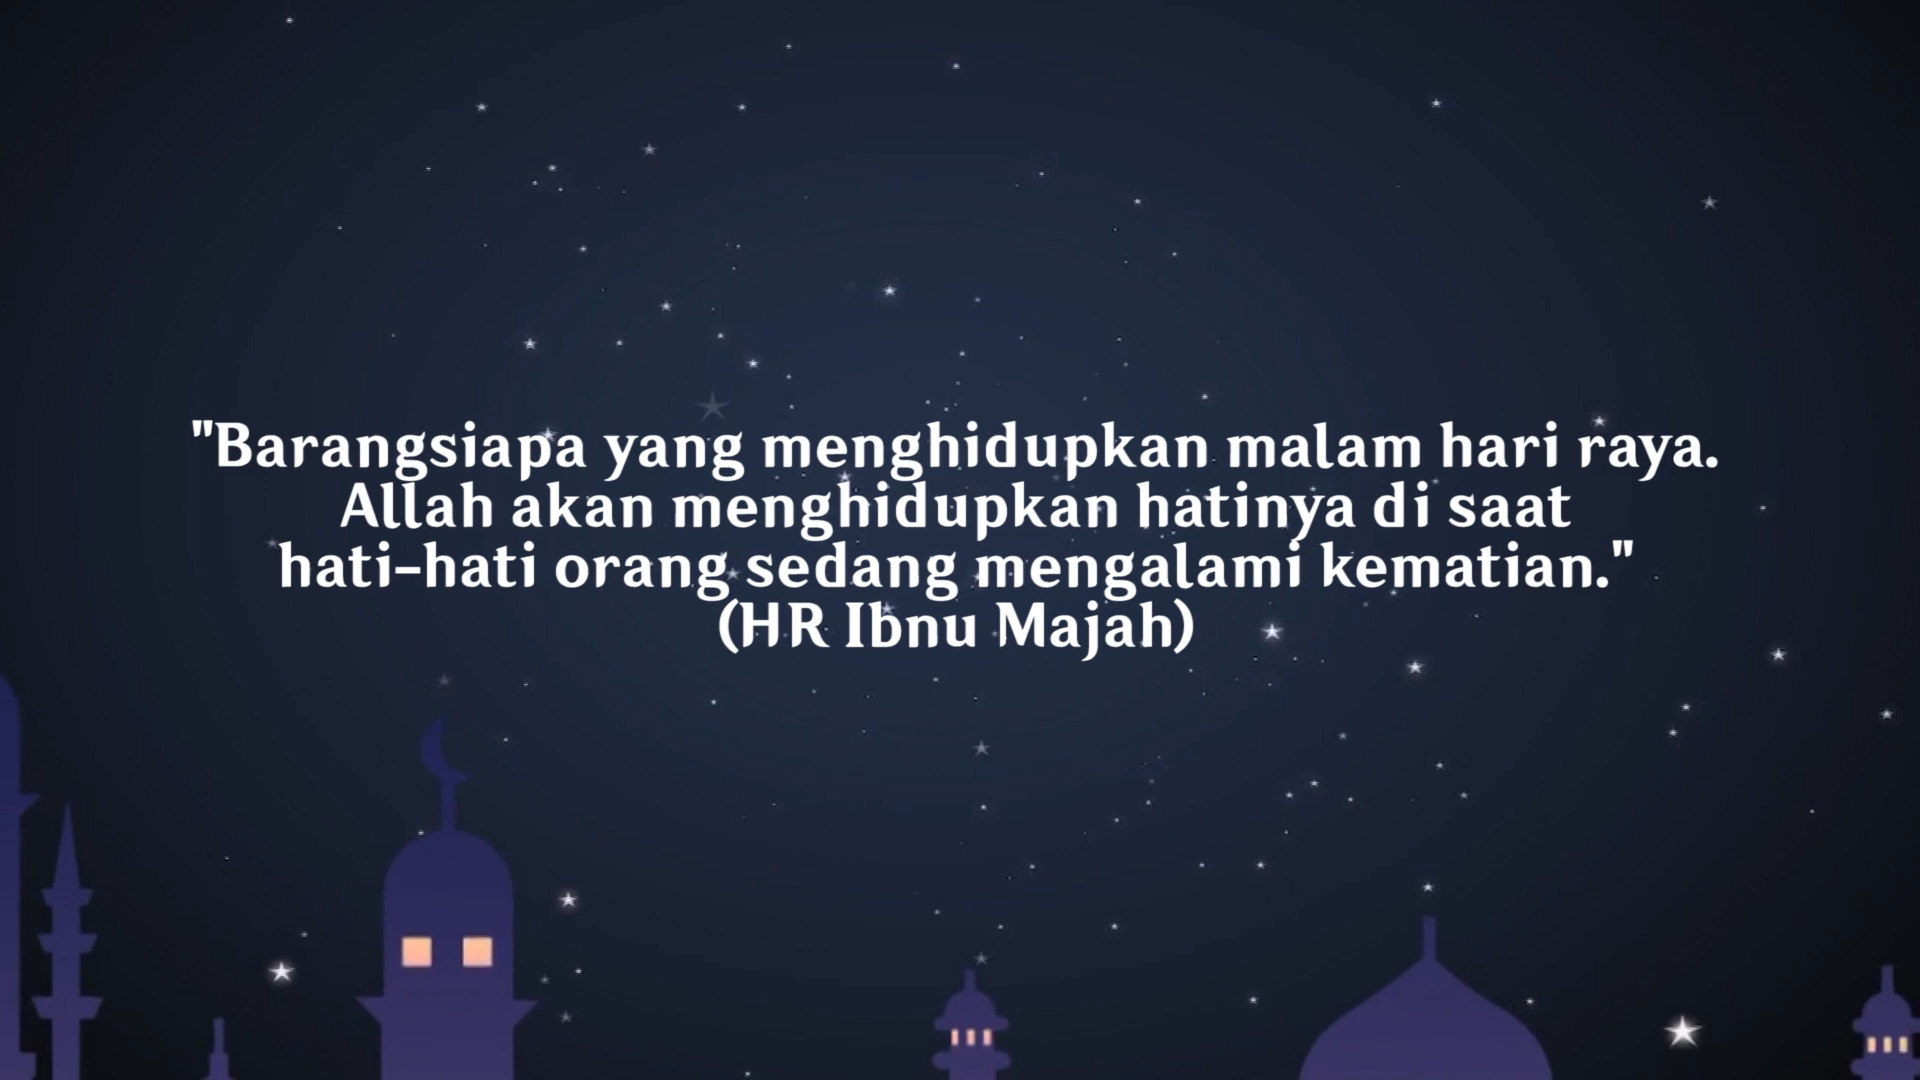 "Barangsiapa yang menghidupkan malam hari raya.
Allah akan menghidupkan hatinya di saat
hati-hati orang sedang mengalami kematian."
(HR Ibnu Majah)